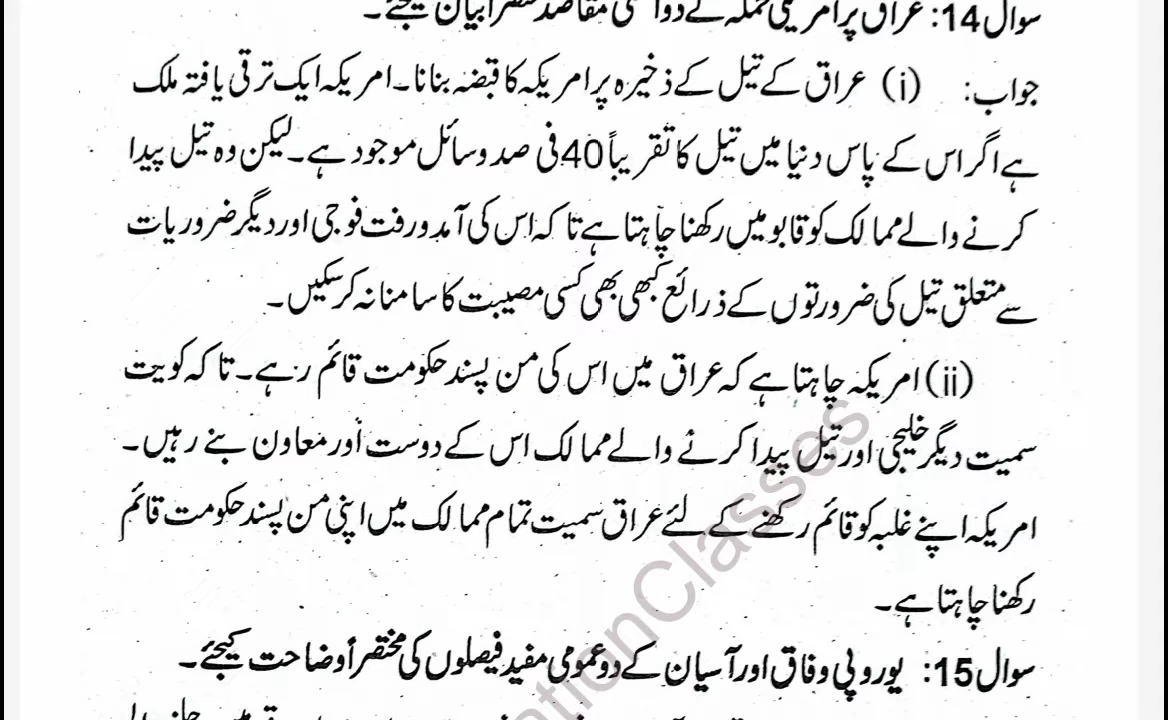 سوال 14: عراق پر امریکی حملہ کے دو اصلی مقاصد مختصراً بیان کیجئے۔
جواب: (i) عراق کے تیل کے ذخیرہ پر امریکہ کا قبضہ بنانا۔ امریکہ ایک ترقی یافتہ ملک
ہے اگر اس کے پاس دنیا میں تیل کا تقریباً 40 فی صد وسائل موجود ہے۔ لیکن وہ تیل پیدا
کرنے والے ممالک کو قابو میں رکھنا چاہتا ہے تاکہ اس کی آمدورفت فوجی اور دیگر ضروریات
سے متعلق تیل کی ضرورتوں کے ذرائع کبھی بھی کسی مصیبت کا سامنا نہ کرسکیں۔
(ii) امریکہ چاہتا ہے کہ عراق میں اس کی من پسند حکومت قائم رہے۔ تاکہ کویت
سمیت دیگر خلیجی اور تیل پیدا کرنے والے ممالک اس کے دوست اور معاون بنے رہیں۔
امریکہ اپنے غلبہ کو قائم رکھنے کے لئے عراق سمیت تمام ممالک میں اپنی من پسند حکومت قائم
رکھنا چاہتا ہے۔
سوال 15: یوروپی وفاق اور آسیان کے دو عمومی مفید فیصلوں کی مختصراً وضاحت کیجئے۔
ationClasses